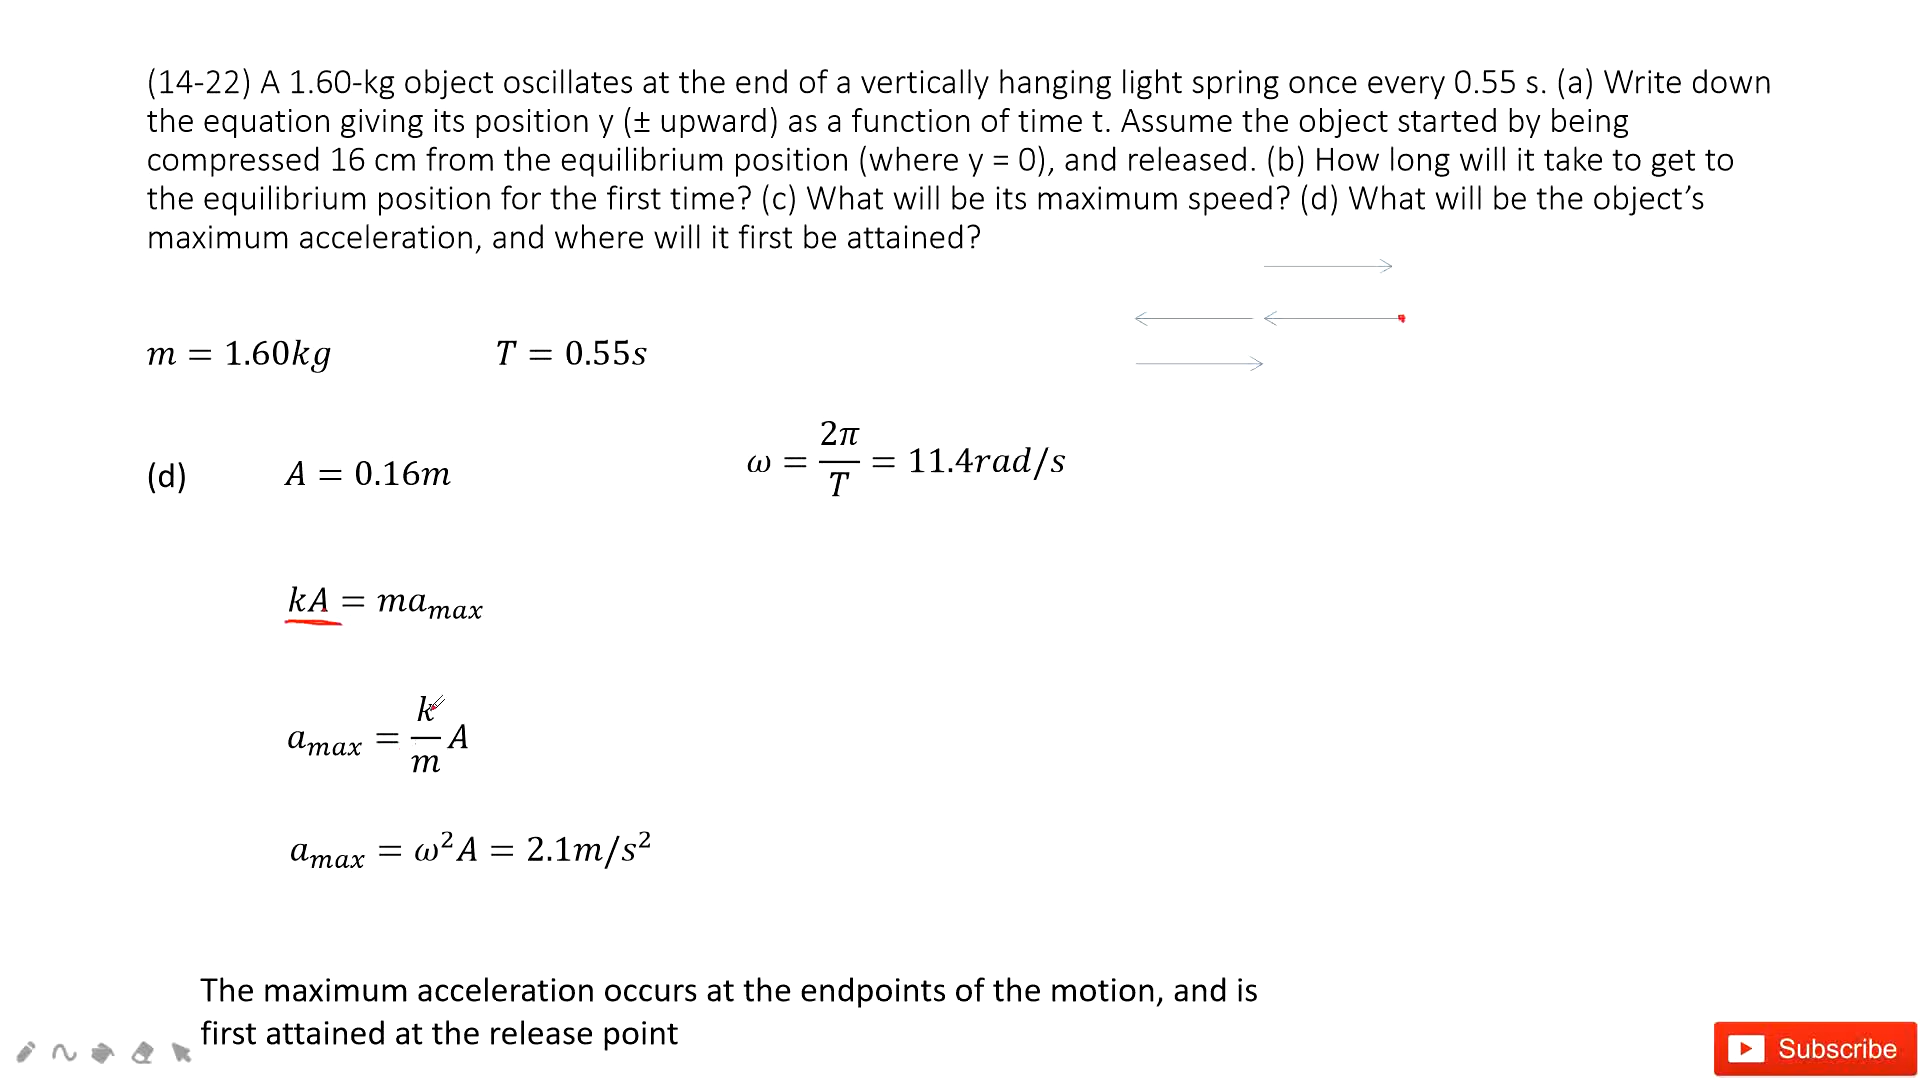 (14-22) A 1.60-kg object oscillates at the end of a vertically hanging light spring once every 0.55 s. (a) Write down
the equation giving its position y (± upward) as a function of time t. Assume the object started by being
compressed 16 cm from the equilibrium position (where y = 0), and released. (b) How long will it take to get to
the equilibrium position for the first time? (c) What will be its maximum speed? (d) What will be the object’s
maximum acceleration, and where will it first be attained?
m = 1.60kg T = 0.55s
(d) A = 0.16m ω = 2π/T = 11.4rad/s
kA = ma_max
a_max = k/m A
a_max = ω²A = 2.1m/s²
The maximum acceleration occurs at the endpoints of the motion, and is
first attained at the release point
Subscribe